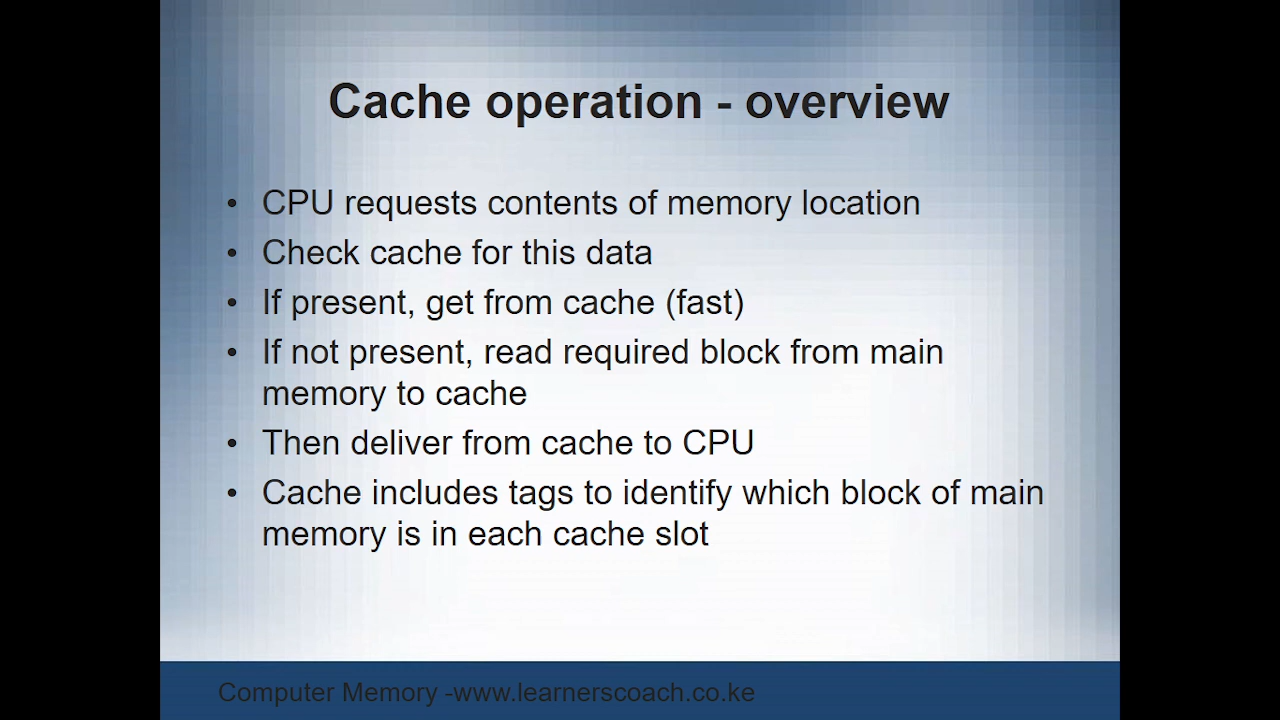 Cache operation - overview
• CPU requests contents of memory location
• Check cache for this data
• If present, get from cache (fast)
• If not present, read required block from main
memory to cache
• Then deliver from cache to CPU
• Cache includes tags to identify which block of main
memory is in each cache slot
Computer Memory -www.learnerscoach.co.ke